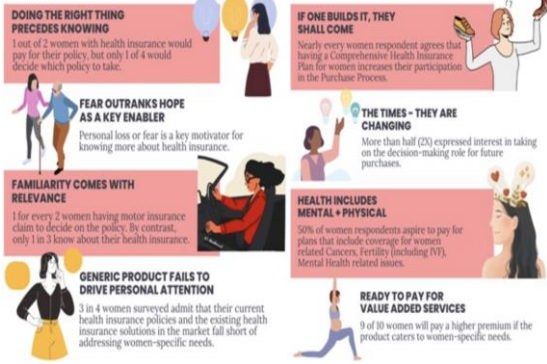 DOING THE RIGHT THING
PRECEDES KNOWING
1 out of 2 women with health insurance would
pay for their policy, but only 1 of 4 would
decide which policy to take.
FEAR OUTRANKS HOPE
AS A KEY ENABLER
Personal loss or fear is a key motivator for
knowing more about health insurance.
FAMILIARITY COMES WITH
RELEVANCE
1 for every 2 women having motor insurance
claim to decide on the policy. By contrast,
only 1 in 3 know about their health insurance.
GENERIC PRODUCT FAILS TO
DRIVE PERSONAL ATTENTION
3 in 4 women surveyed admit that their current
health insurance policies and the existing health
insurance solutions in the market fall short of
addressing women-specific needs.
IF ONE BUILDS IT, THEY
SHALL COME
Nearly every women respondent agrees that
having a Comprehensive Health Insurance
Plan for women increases their participation
in the Purchase Process.
THE TIMES - THEY ARE
CHANGING
More than half (2X) expressed interest in taking
on the decision-making role for future
purchases.
HEALTH INCLUDES
MENTAL + PHYSICAL
50% of women respondents aspire to pay for
plans that include coverage for women
related Cancers, Fertility (including IVF),
Mental Health related issues.
READY TO PAY FOR
VALUE ADDED SERVICES
9 of 10 women will pay a higher premium if the
product caters to women-specific needs.